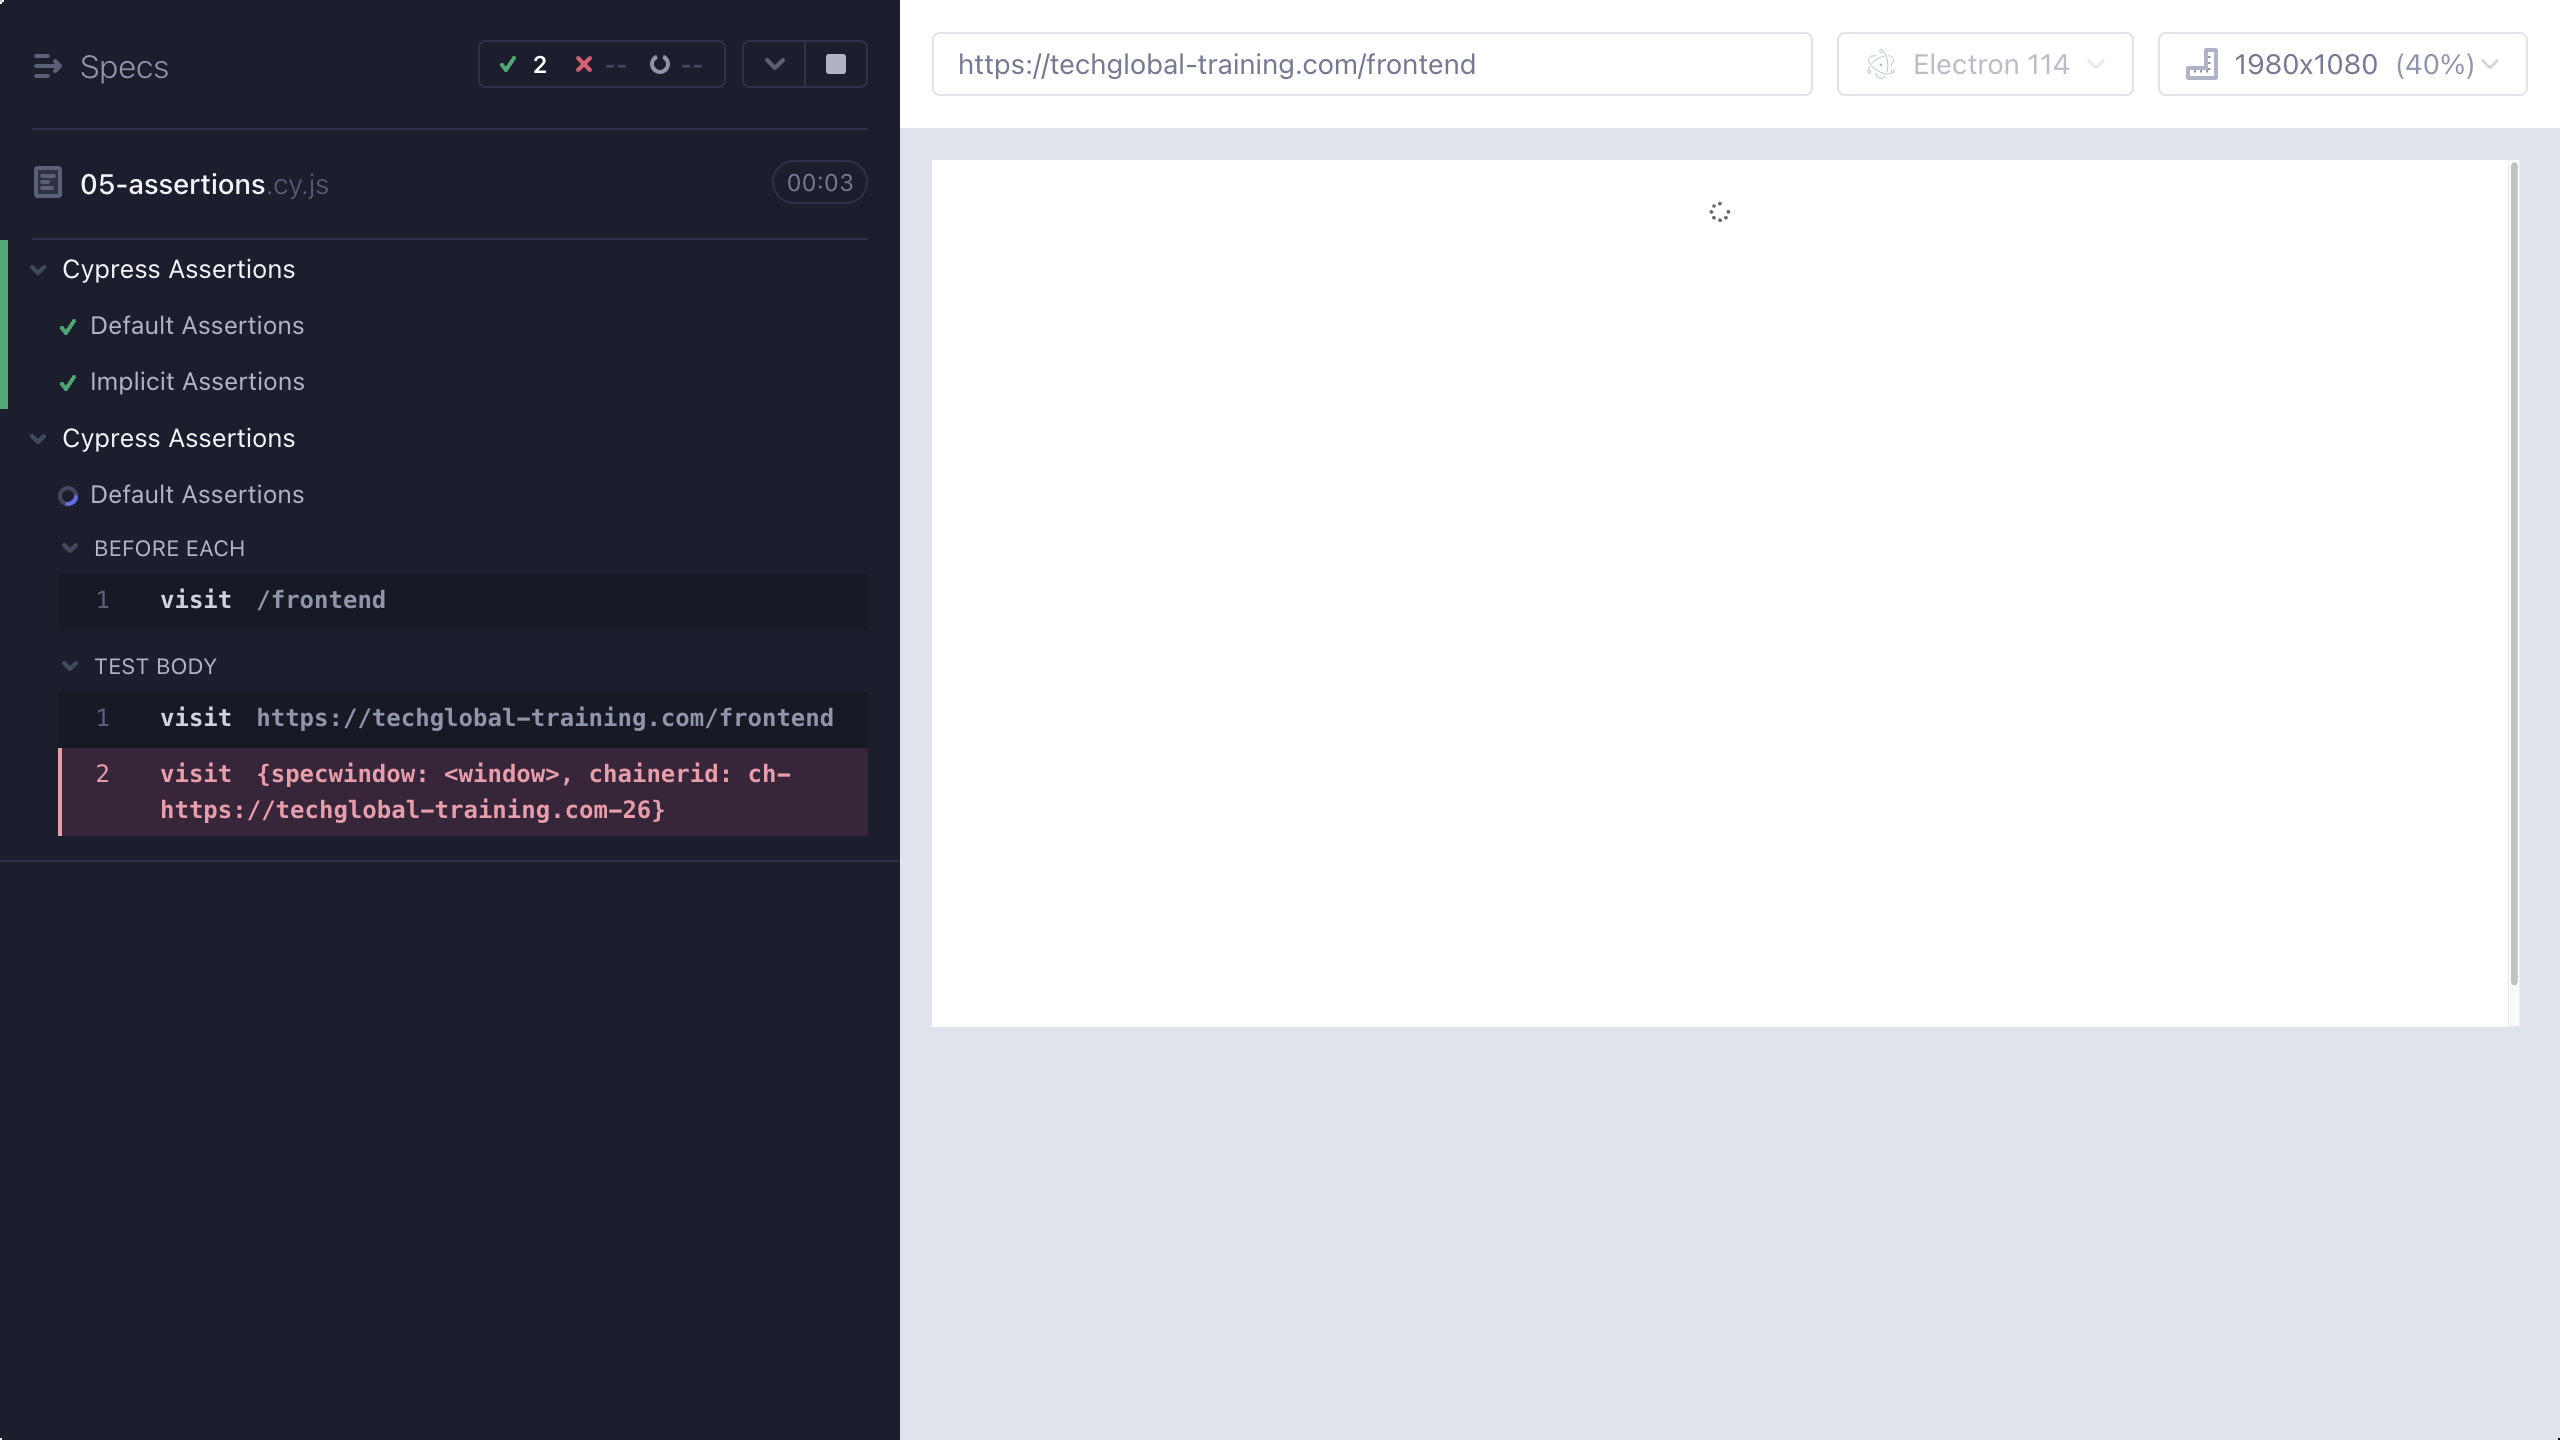 Specs
2 -- --
05-assertions.cy.js
00:03
Cypress Assertions
Default Assertions
Implicit Assertions
Cypress Assertions
Default Assertions
BEFORE EACH
1 visit /frontend
TEST BODY
1 visit https://techglobal-training.com/frontend
2 visit {specwindow: <window>, chainerid: ch-
https://techglobal-training.com-26}
https://techglobal-training.com/frontend
Electron 114
1980x1080 (40%)